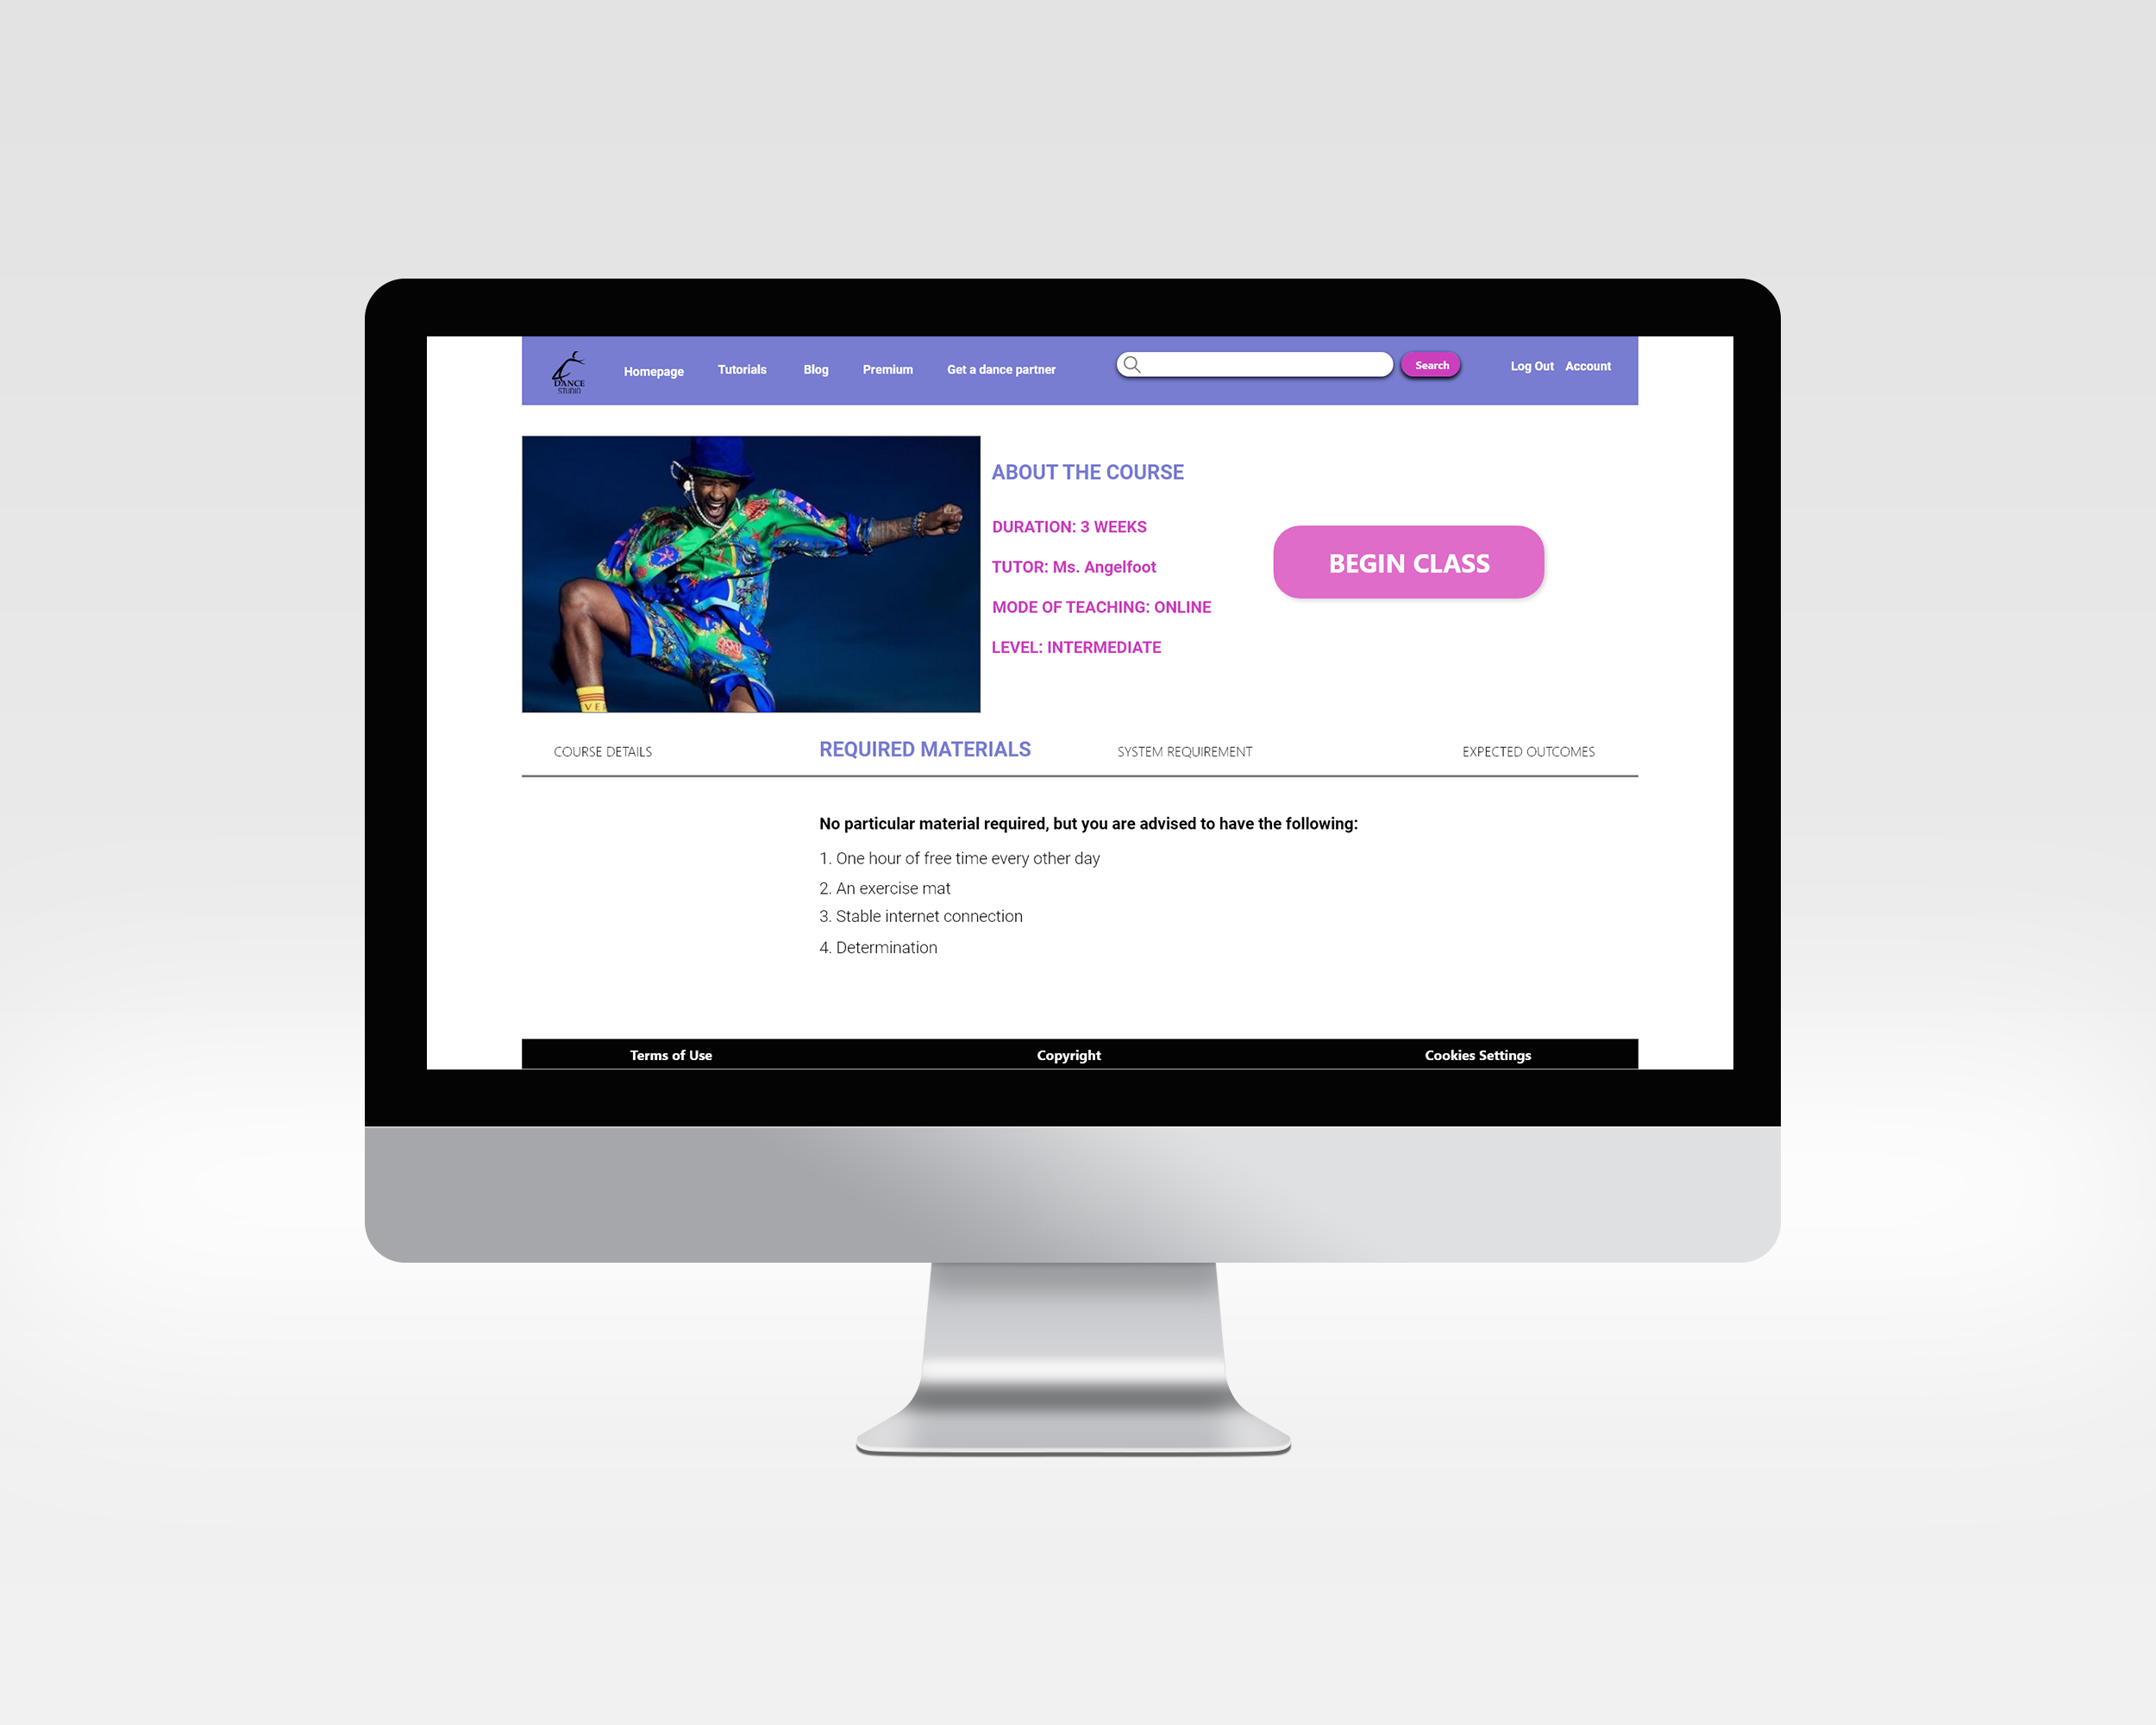 DANCE
STUDIO
Homepage
Tutorials
Blog
Premium
Get a dance partner
Search
Log Out
Account
ABOUT THE COURSE
DURATION: 3 WEEKS
TUTOR: Ms. Angelfoot
MODE OF TEACHING: ONLINE
LEVEL: INTERMEDIATE
BEGIN CLASS
VE
COURSE DETAILS
REQUIRED MATERIALS
SYSTEM REQUIREMENT
EXPECTED OUTCOMES
No particular material required, but you are advised to have the following:
1. One hour of free time every other day
2. An exercise mat
3. Stable internet connection
4. Determination
Terms of Use
Copyright
Cookies Settings